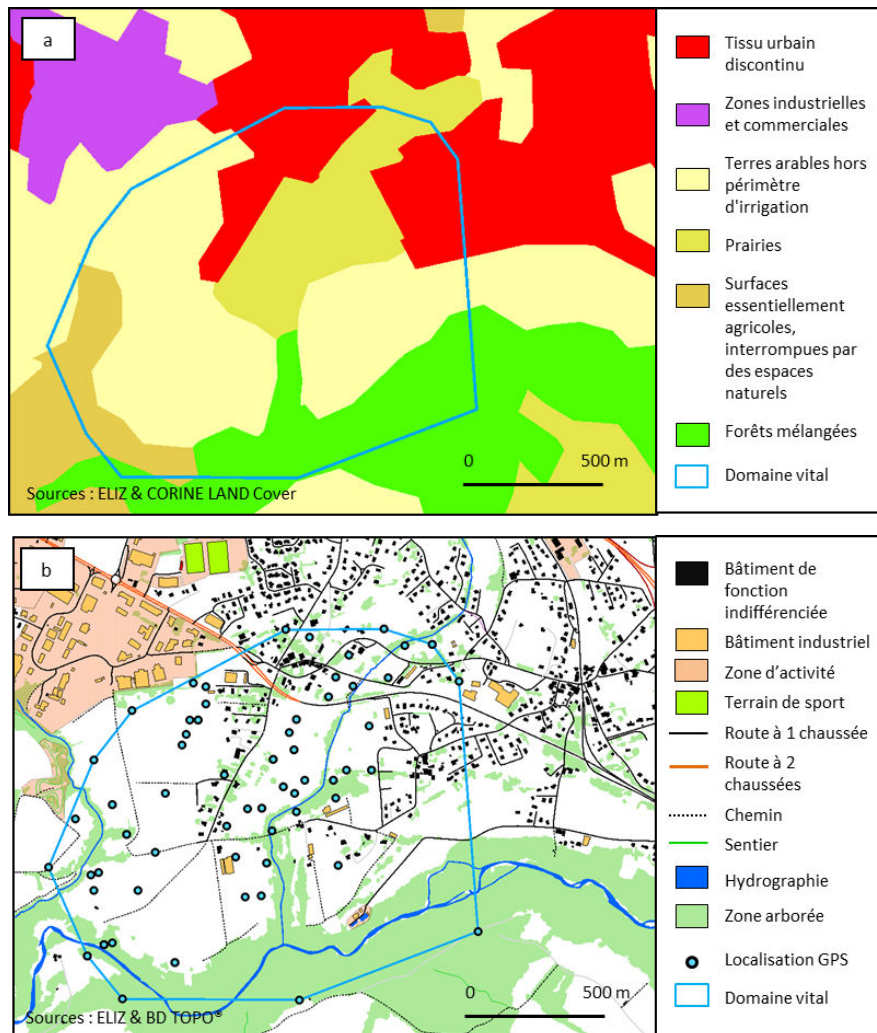 a
Tissu urbain
discontinu
Zones industrielles
et commerciales
Terres arables hors
périmètre
d'irrigation
Prairies
Surfaces
essentiellement
agricoles,
interrompues par
des espaces
naturels
Forêts mélangées
Domaine vital
0 500 m
Sources : ELIZ & CORINE LAND Cover
b
Bâtiment de
fonction
indifférenciée
Bâtiment industriel
Zone d’activité
Terrain de sport
Route à 1 chaussée
Route à 2
chaussées
Chemin
Sentier
Hydrographie
Zone arborée
Localisation GPS
Domaine vital
0 500 m
Sources : ELIZ & BD TOPO®